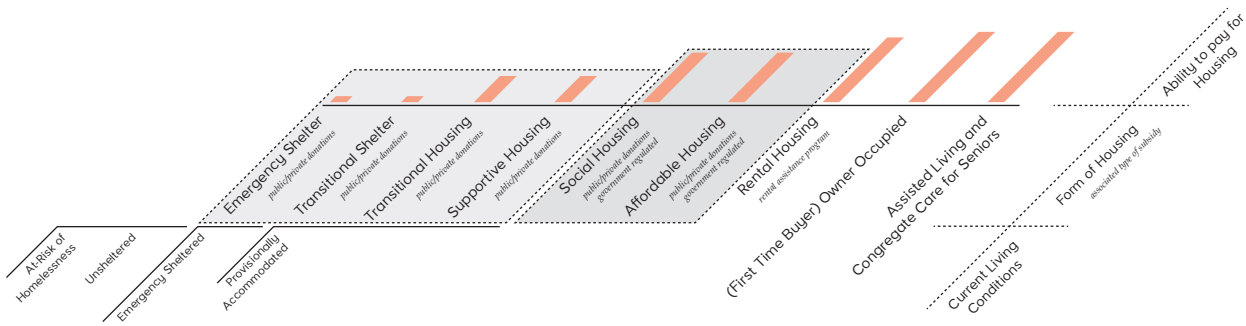 Emergency Shelter
public/private donations
Transitional Shelter
public/private donations
Transitional Housing
public/private donations
Supportive Housing
public/private donations
Social Housing
public/private donations
government regulated
Affordable Housing
public/private donations
government regulated
Rental Housing
rental assistance program
(First Time Buyer) Owner Occupied
Assisted Living and
Congregate Care for Seniors
At-Risk of
Homelessness
Unsheltered
Emergency Sheltered
Provisionally
Accommodated
Ability to pay for
Housing
Form of Housing
associated type of subsidy
Current Living
Conditions